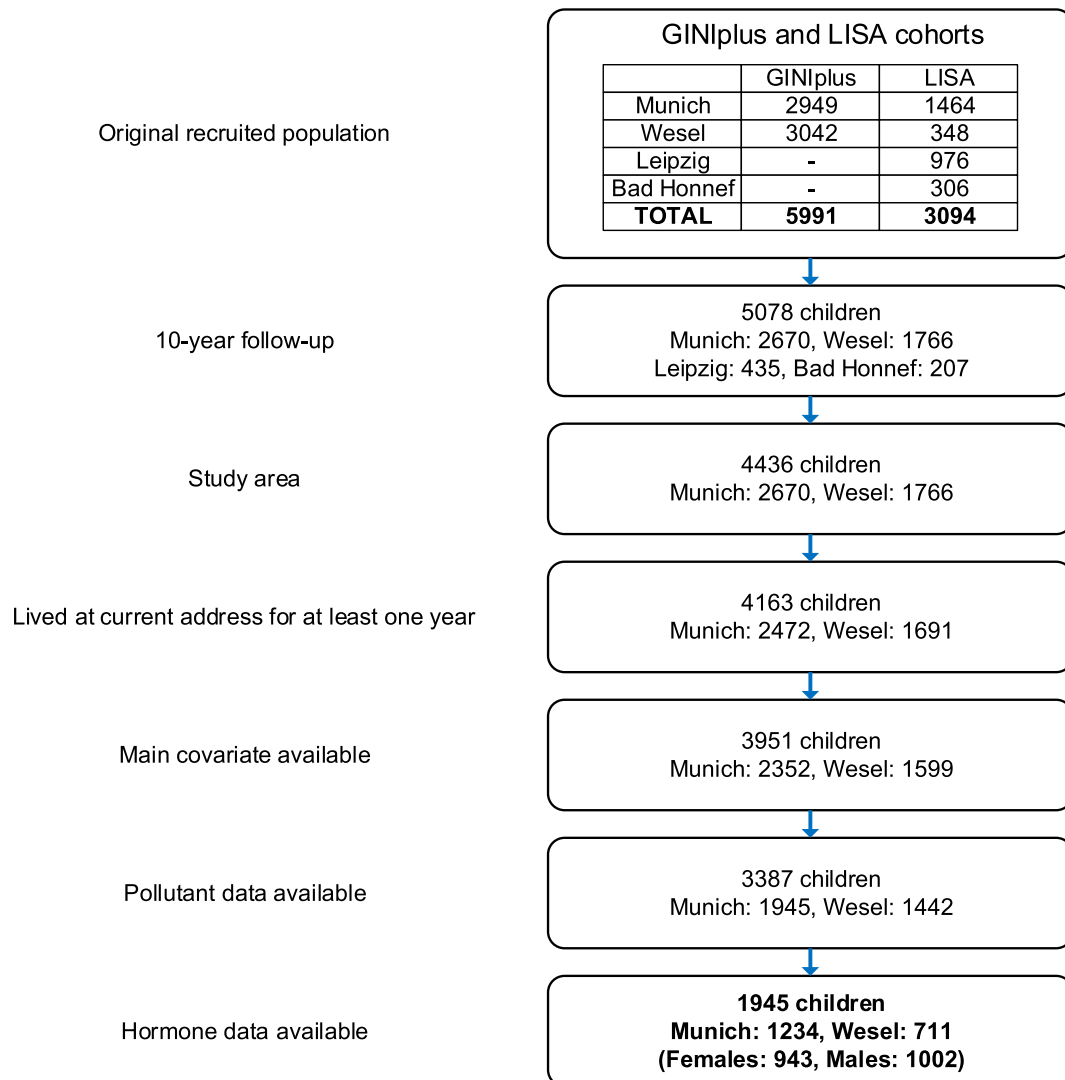 GINIplus and LISA cohorts
GINIplus LISA
Munich 2949 1464
Wesel 3042 348
Leipzig - 976
Bad Honnef - 306
TOTAL 5991 3094
Original recruited population
5078 children
10-year follow-up
Munich: 2670, Wesel: 1766
Leipzig: 435, Bad Honnef: 207
Study area
4436 children
Munich: 2670, Wesel: 1766
Lived at current address for at least one year
4163 children
Munich: 2472, Wesel: 1691
Main covariate available
3951 children
Munich: 2352, Wesel: 1599
Pollutant data available
3387 children
Munich: 1945, Wesel: 1442
Hormone data available
1945 children
Munich: 1234, Wesel: 711
(Females: 943, Males: 1002)